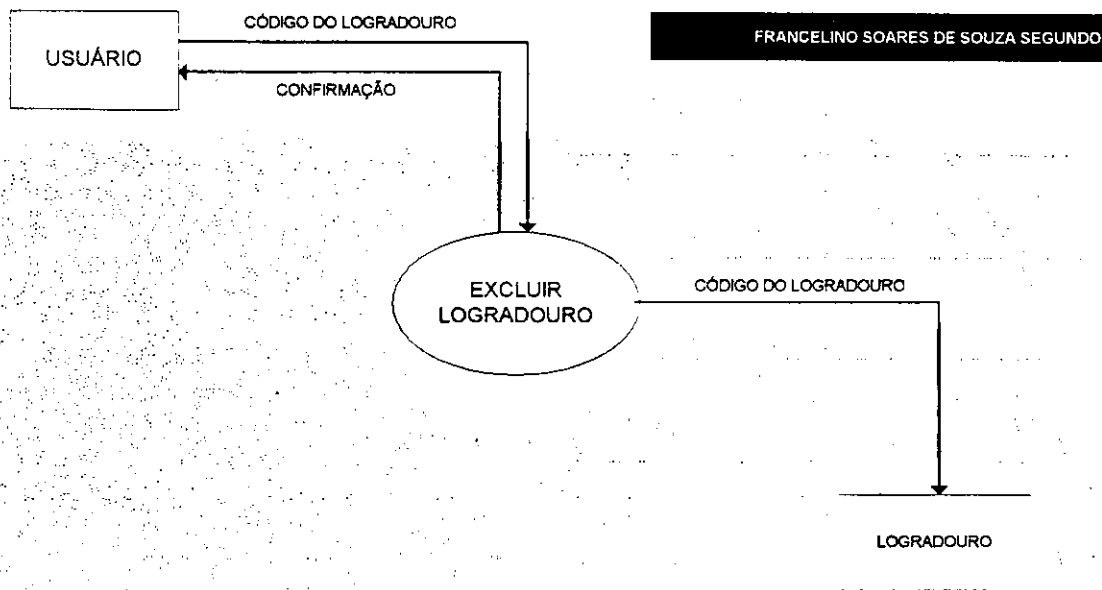 CÓDIGO DO LOGRADOURO
FRANCELINO SOARES DE SOUZA SEGUNDO
USUÁRIO
CONFIRMAÇÃO
EXCLUIR
LOGRADOURO
CÓDIGO DO LOGRADOURO
LOGRADOURO